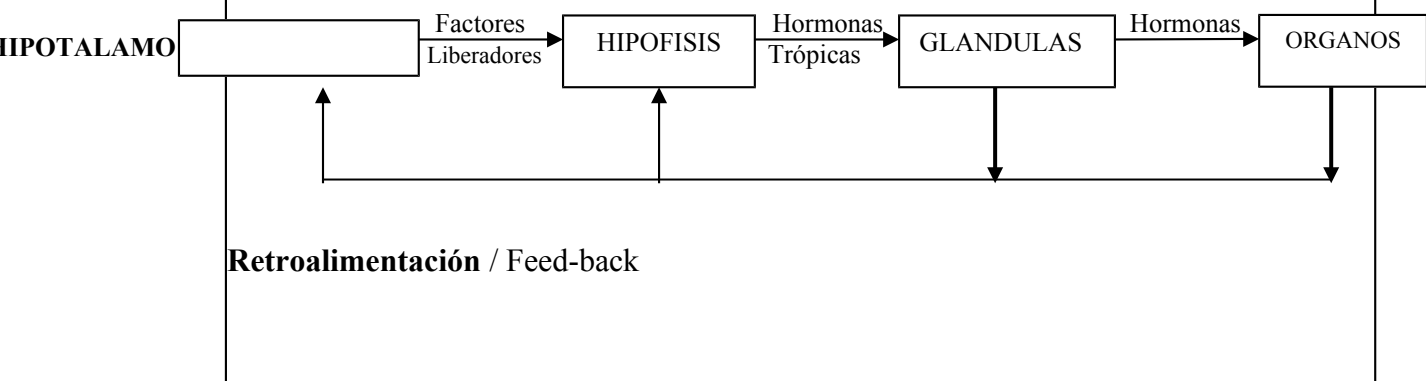 HIPOTALAMO
Factores
Liberadores
HIPOFISIS
Hormonas
Trópicas
GLANDULAS
Hormonas
ORGANOS
Retroalimentación / Feed-back